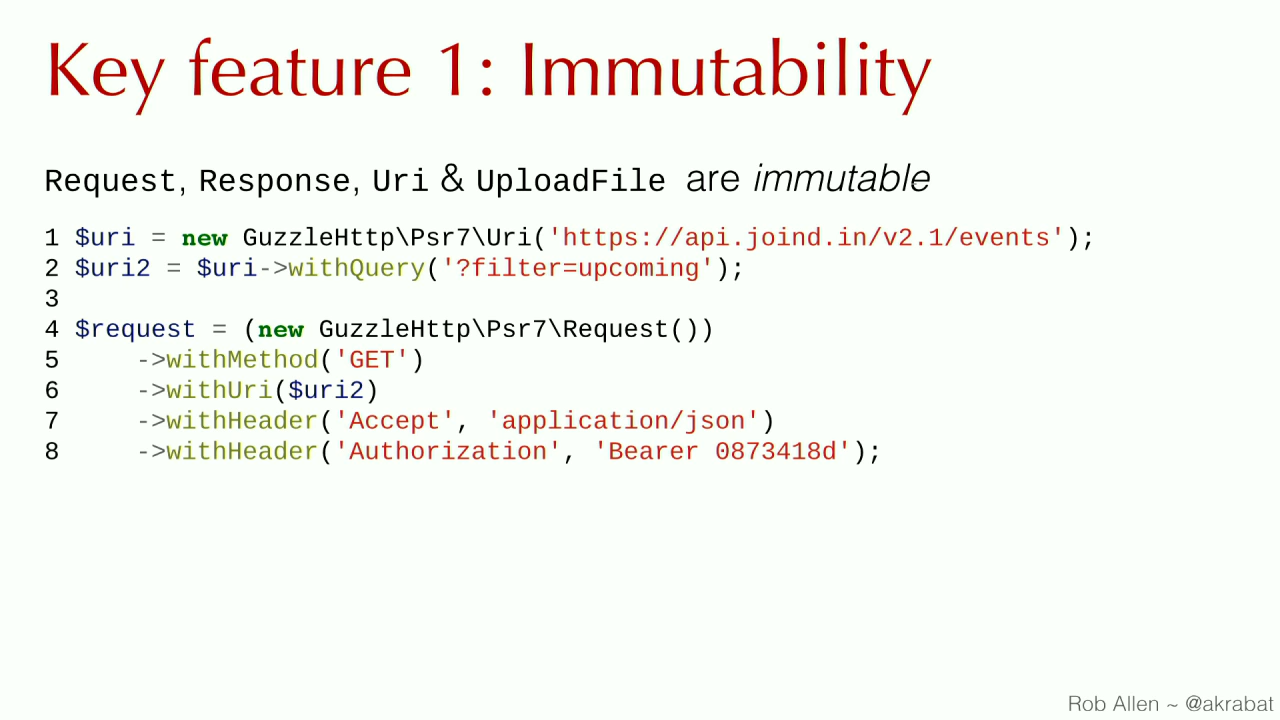 Key feature 1: Immutability
Request, Response, Uri & UploadFile are immutable
1 $uri = new GuzzleHttp\Psr7\Uri('https://api.joind.in/v2.1/events');
2 $uri2 = $uri->withQuery('?filter=upcoming');
3
4 $request = (new GuzzleHttp\Psr7\Request())
5     ->withMethod('GET')
6     ->withUri($uri2)
7     ->withHeader('Accept', 'application/json')
8     ->withHeader('Authorization', 'Bearer 0873418d');
Rob Allen ~ @akrabat